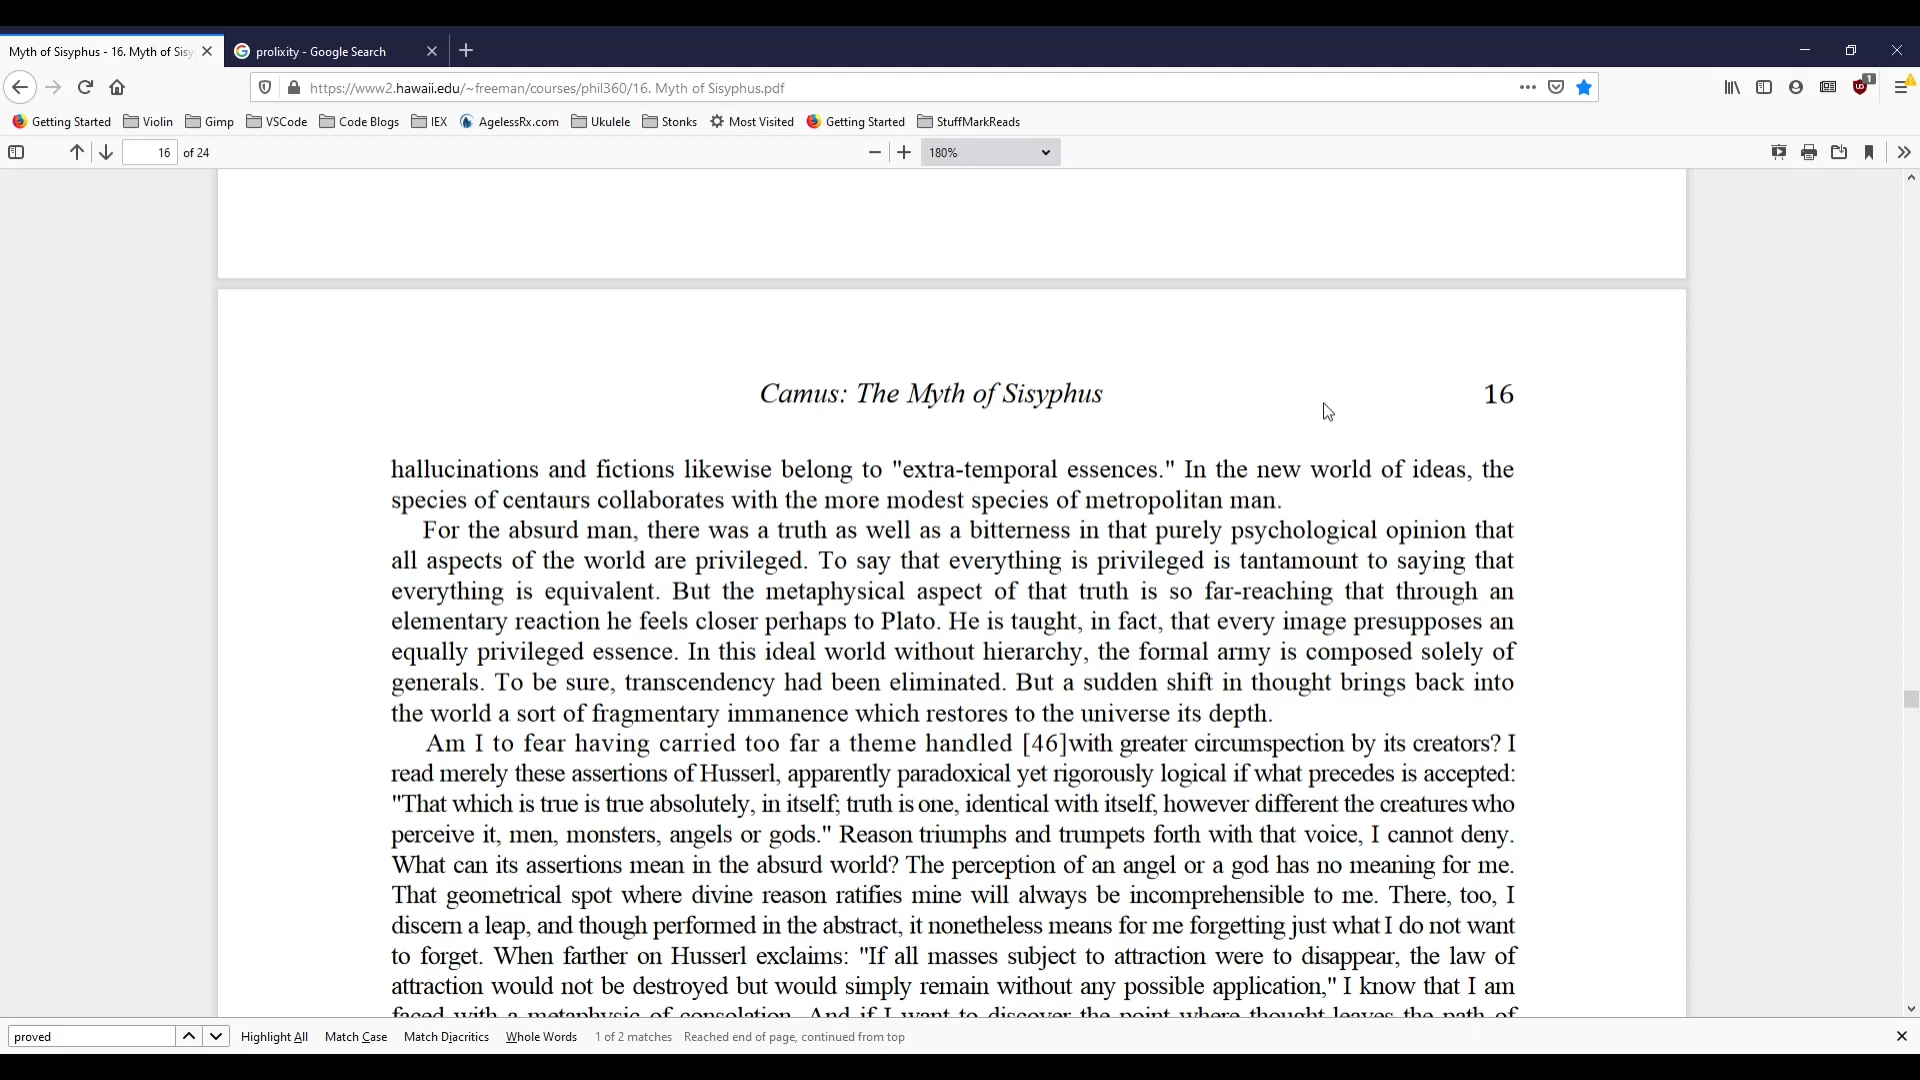 Myth of Sisyphus - 16. Myth of Sisy
prolixity - Google Search
https://www2.hawaii.edu/~freeman/courses/phil360/16. Myth of Sisyphus.pdf
1
Getting Started Violin Gimp VSCode Code Blogs IEX AgelessRx.com Ukulele Stonks Most Visited Getting Started StuffMarkReads
16 of 24 180%
Camus: The Myth of Sisyphus 16
hallucinations and fictions likewise belong to "extra-temporal essences." In the new world of ideas, the
species of centaurs collaborates with the more modest species of metropolitan man.
For the absurd man, there was a truth as well as a bitterness in that purely psychological opinion that
all aspects of the world are privileged. To say that everything is privileged is tantamount to saying that
everything is equivalent. But the metaphysical aspect of that truth is so far-reaching that through an
elementary reaction he feels closer perhaps to Plato. He is taught, in fact, that every image presupposes an
equally privileged essence. In this ideal world without hierarchy, the formal army is composed solely of
generals. To be sure, transcendency had been eliminated. But a sudden shift in thought brings back into
the world a sort of fragmentary immanence which restores to the universe its depth.
Am I to fear having carried too far a theme handled [46]with greater circumspection by its creators? I
read merely these assertions of Husserl, apparently paradoxical yet rigorously logical if what precedes is accepted:
"That which is true is true absolutely, in itself; truth is one, identical with itself, however different the creatures who
perceive it, men, monsters, angels or gods." Reason triumphs and trumpets forth with that voice, I cannot deny.
What can its assertions mean in the absurd world? The perception of an angel or a god has no meaning for me.
That geometrical spot where divine reason ratifies mine will always be incomprehensible to me. There, too, I
discern a leap, and though performed in the abstract, it nonetheless means for me forgetting just what I do not want
to forget. When farther on Husserl exclaims: "If all masses subject to attraction were to disappear, the law of
attraction would not be destroyed but would simply remain without any possible application," I know that I am
faced with a metaphysic of consolation. And if I want to discover the point where thought leaves the path of
proved Highlight All Match Case Match Diacritics Whole Words 1 of 2 matches Reached end of page, continued from top